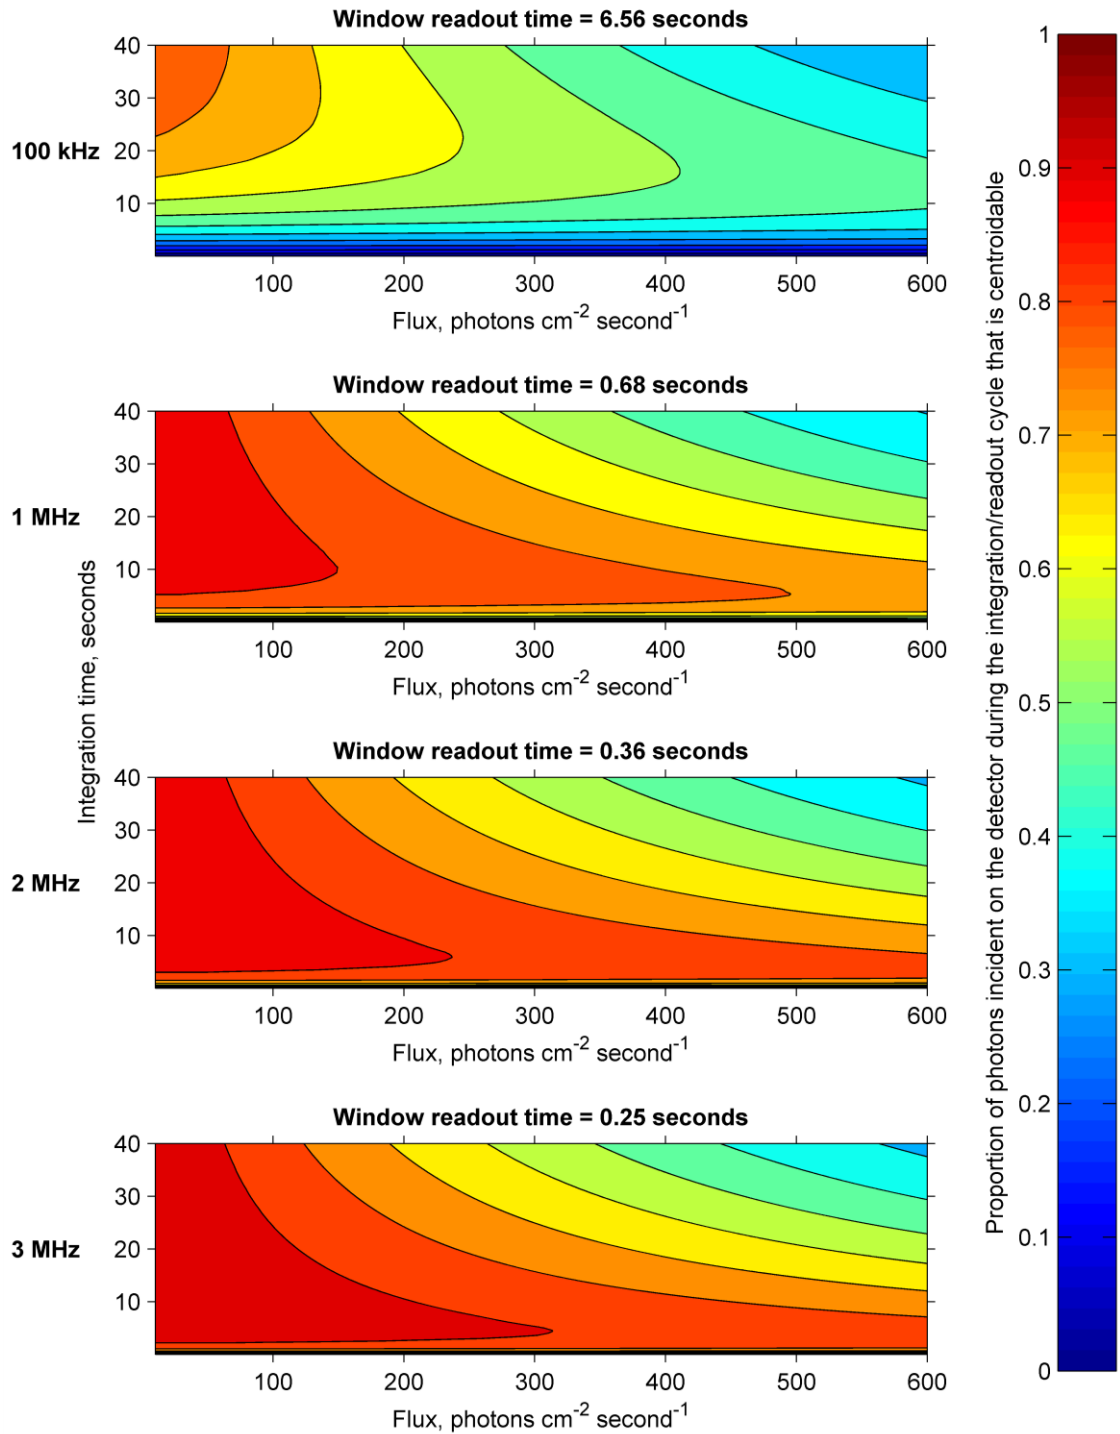 Window readout time = 6.56 seconds
100 kHz
40
30
20
10
100 200 300 400 500 600
Flux, photons cm⁻² second⁻¹
Window readout time = 0.68 seconds
1 MHz
40
30
20
10
100 200 300 400 500 600
Flux, photons cm⁻² second⁻¹
Integration time, seconds
Window readout time = 0.36 seconds
2 MHz
40
30
20
10
100 200 300 400 500 600
Flux, photons cm⁻² second⁻¹
Window readout time = 0.25 seconds
3 MHz
40
30
20
10
100 200 300 400 500 600
Flux, photons cm⁻² second⁻¹
Proportion of photons incident on the detector during the integration/readout cycle that is centroidable
1
0.9
0.8
0.7
0.6
0.5
0.4
0.3
0.2
0.1
0